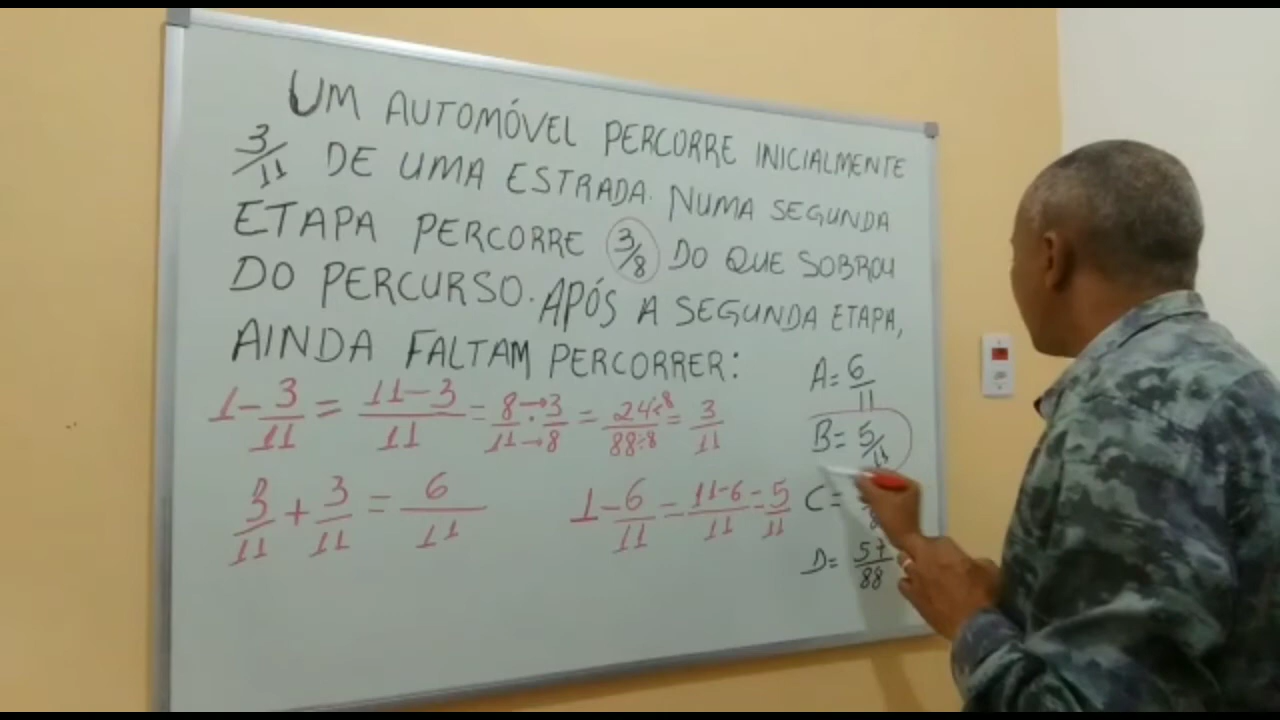 UM AUTOMÓVEL PERCORRE INICIALMENTE
3/11 DE UMA ESTRADA. NUMA SEGUNDA
ETAPA PERCORRE 3/8 DO QUE SOBROU
DO PERCURSO. APÓS A SEGUNDA ETAPA,
AINDA FALTAM PERCORRER:
1 - 3/11 = 11-3/11 = 8/11 → · → 3/8 = 24÷8/88÷8 = 3/11
3/11 + 3/11 = 6/11
1 - 6/11 = 11-6/11 = 5/11
A= 6/11
B= 5/11
C=
D= 57/88